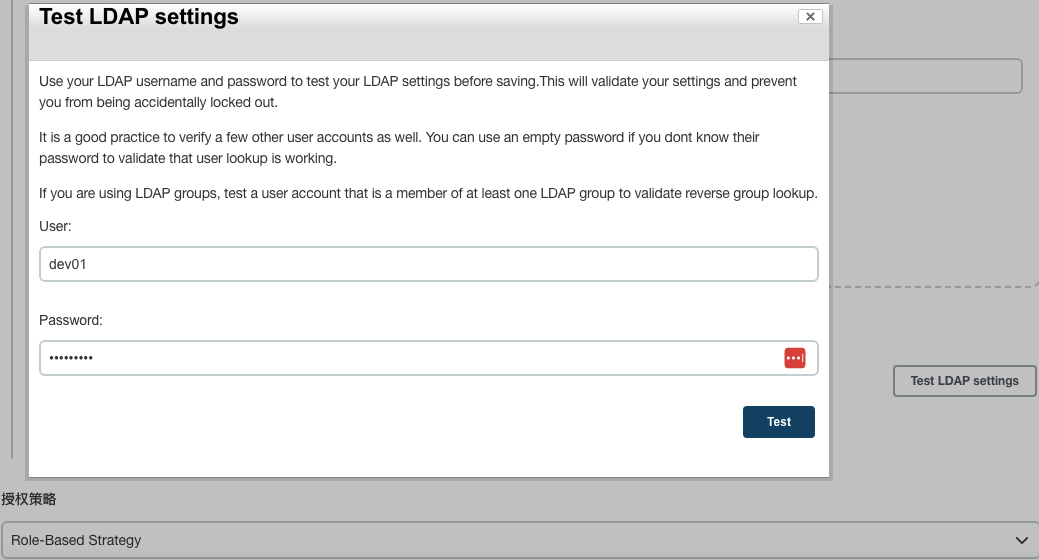 Test LDAP settings
Use your LDAP username and password to test your LDAP settings before saving.This will validate your settings and prevent
you from being accidentally locked out.
It is a good practice to verify a few other user accounts as well. You can use an empty password if you dont know their
password to validate that user lookup is working.
If you are using LDAP groups, test a user account that is a member of at least one LDAP group to validate reverse group lookup.
User:
dev01
Password:
•••••••••
Test LDAP settings
Test
授权策略
Role-Based Strategy